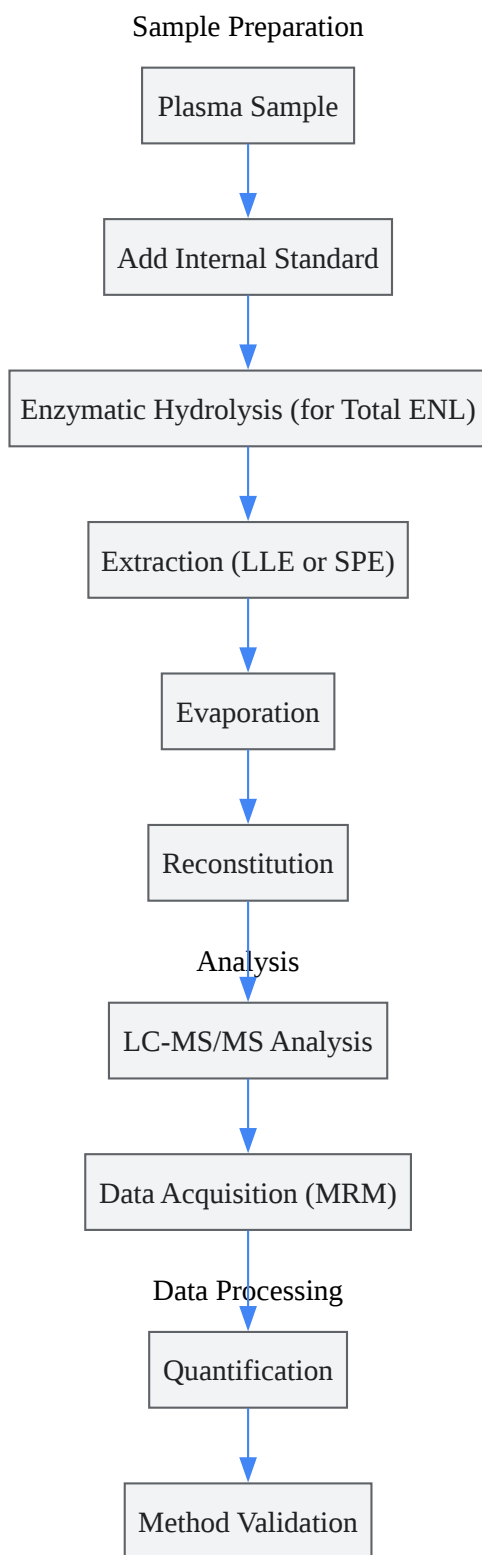 Sample Preparation
Plasma Sample
Add Internal Standard
Enzymatic Hydrolysis (for Total ENL)
Extraction (LLE or SPE)
Evaporation
Reconstitution
Analysis
LC-MS/MS Analysis
Data Acquisition (MRM)
Data Processing
Quantification
Method Validation